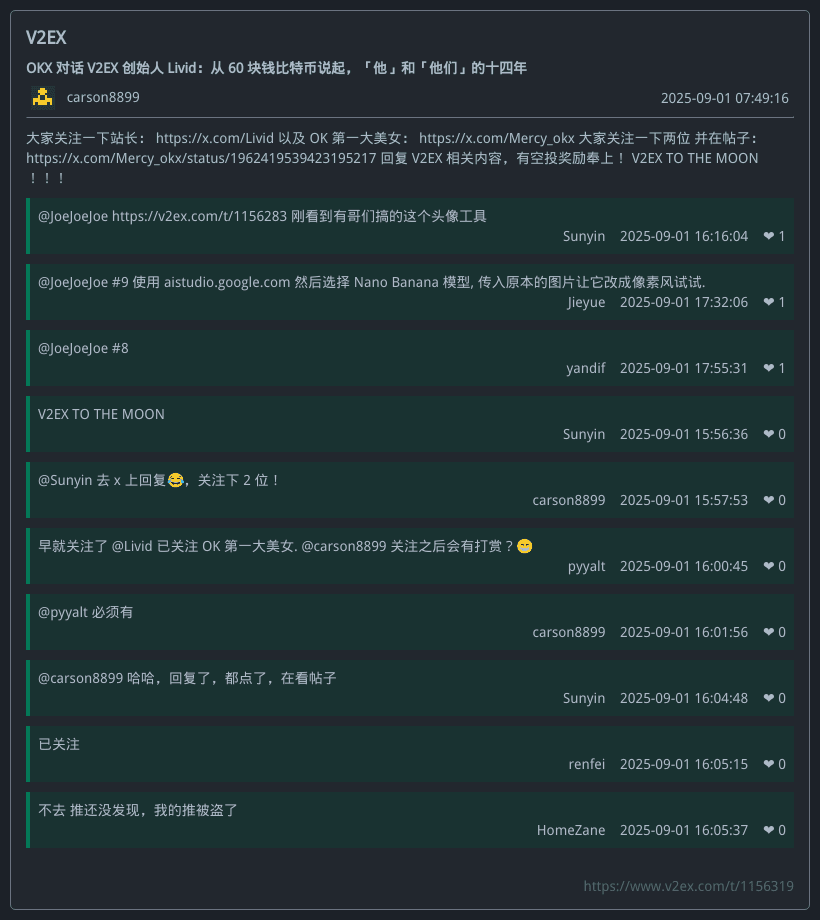 V2EX
OKX 对话 V2EX 创始人 Livid：从 60 块钱比特币说起，「他」和「他们」的十四年
carson8899 2025-09-01 07:49:16
大家关注一下站长： https://x.com/Livid 以及 OK 第一大美女： https://x.com/Mercy_okx 大家关注一下两位 并在帖子：
https://x.com/Mercy_okx/status/1962419539423195217 回复 V2EX 相关内容，有空投奖励奉上！ V2EX TO THE MOON
！！！
@JoeJoeJoe https://v2ex.com/t/1156283 刚看到有哥们搞的这个头像工具
Sunyin 2025-09-01 16:16:04 ❤ 1
@JoeJoeJoe #9 使用 aistudio.google.com 然后选择 Nano Banana 模型, 传入原本的图片让它改成像素风试试.
Jieyue 2025-09-01 17:32:06 ❤ 1
@JoeJoeJoe #8
yandif 2025-09-01 17:55:31 ❤ 1
V2EX TO THE MOON
Sunyin 2025-09-01 15:56:36 ❤ 0
@Sunyin 去 x 上回复😂，关注下 2 位！
carson8899 2025-09-01 15:57:53 ❤ 0
早就关注了 @Livid 已关注 OK 第一大美女. @carson8899 关注之后会有打赏？😁
pyyalt 2025-09-01 16:00:45 ❤ 0
@pyyalt 必须有
carson8899 2025-09-01 16:01:56 ❤ 0
@carson8899 哈哈，回复了，都点了，在看帖子
Sunyin 2025-09-01 16:04:48 ❤ 0
已关注
renfei 2025-09-01 16:05:15 ❤ 0
不去 推还没发现，我的推被盗了
HomeZane 2025-09-01 16:05:37 ❤ 0
https://www.v2ex.com/t/1156319